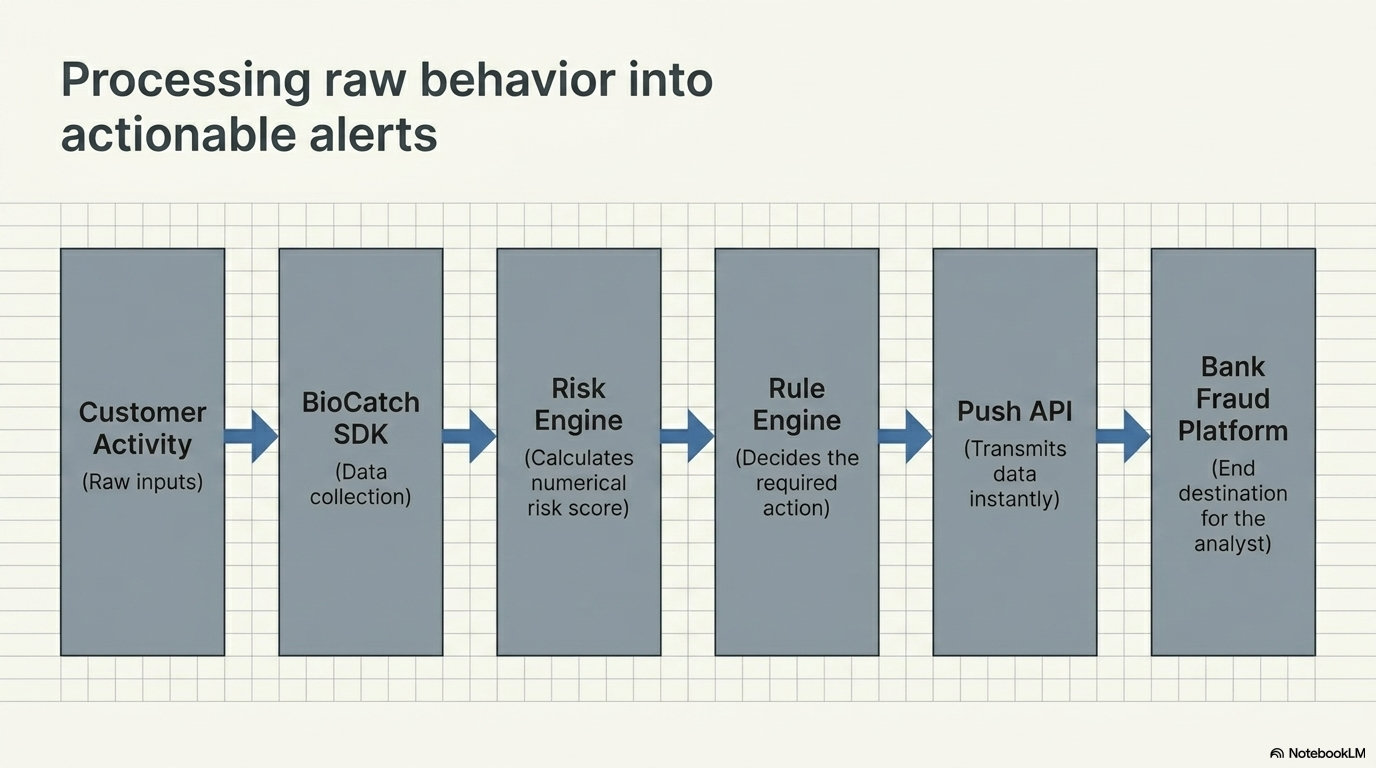 Processing raw behavior into
actionable alerts
Customer
Activity
(Raw inputs)
BioCatch
SDK
(Data
collection)
Risk
Engine
(Calculates
numerical
risk score)
Rule
Engine
(Decides the
required
action)
Push API
(Transmits
data
instantly)
Bank
Fraud
Platform
(End
destination
for the
analyst)
NotebookLM